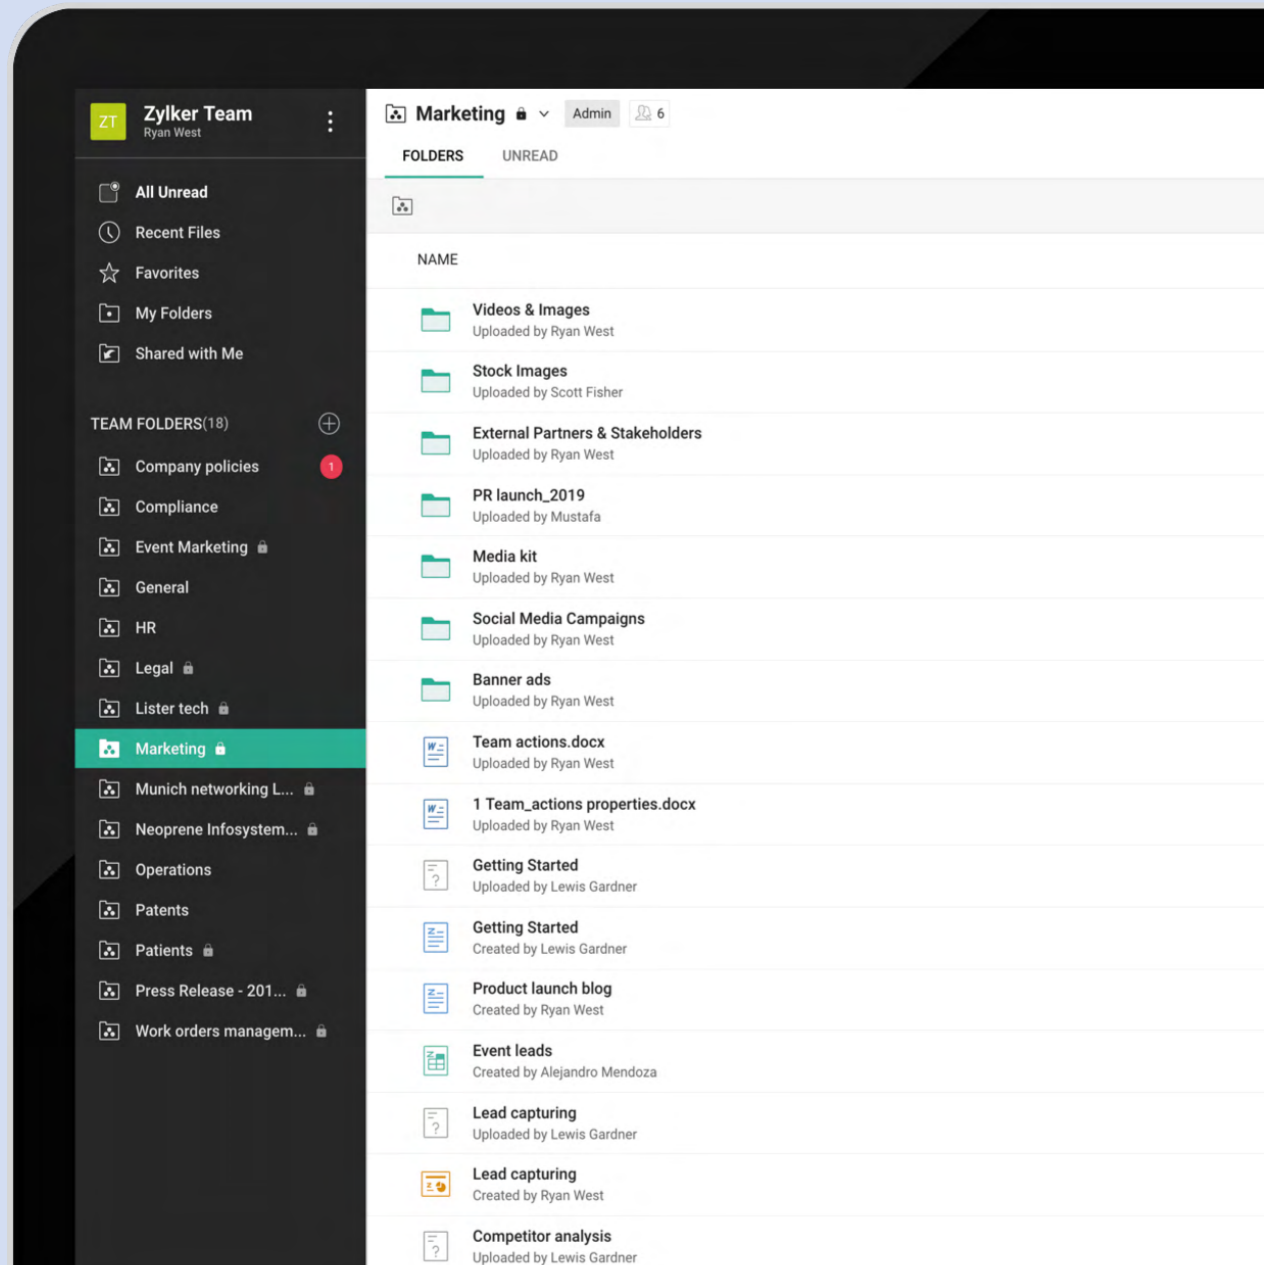 ZT
Zylker Team
Ryan West
All Unread
Recent Files
Favorites
My Folders
Shared with Me
TEAM FOLDERS(18)
Company policies 1
Compliance
Event Marketing
General
HR
Legal
Lister tech
Marketing
Munich networking L...
Neoprene Infosystem...
Operations
Patents
Patients
Press Release - 201...
Work orders managem...
Marketing Admin 6
FOLDERS UNREAD
NAME
Videos & Images
Uploaded by Ryan West
Stock Images
Uploaded by Scott Fisher
External Partners & Stakeholders
Uploaded by Ryan West
PR launch_2019
Uploaded by Mustafa
Media kit
Uploaded by Ryan West
Social Media Campaigns
Uploaded by Ryan West
Banner ads
Uploaded by Ryan West
Team actions.docx
Uploaded by Ryan West
1 Team_actions properties.docx
Uploaded by Ryan West
Getting Started
Uploaded by Lewis Gardner
Getting Started
Created by Lewis Gardner
Product launch blog
Created by Ryan West
Event leads
Created by Alejandro Mendoza
Lead capturing
Uploaded by Lewis Gardner
Lead capturing
Created by Ryan West
Competitor analysis
Uploaded by Lewis Gardner